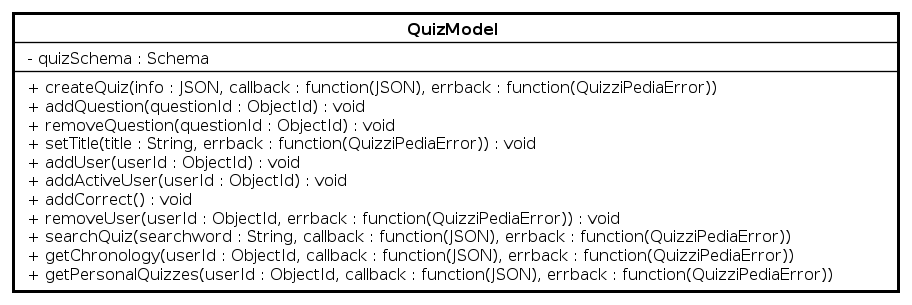 QuizModel
- quizSchema : Schema
+ createQuiz(info : JSON, callback : function(JSON), errback : function(QuizziPediaError))
+ addQuestion(questionId : ObjectId) : void
+ removeQuestion(questionId : ObjectId) : void
+ setTitle(title : String, errback : function(QuizziPediaError)) : void
+ addUser(userId : ObjectId) : void
+ addActiveUser(userId : ObjectId) : void
+ addCorrect() : void
+ removeUser(userId : ObjectId, errback : function(QuizziPediaError)) : void
+ searchQuiz(searchword : String, callback : function(JSON), errback : function(QuizziPediaError))
+ getChronology(userId : ObjectId, callback : function(JSON), errback : function(QuizziPediaError))
+ getPersonalQuizzes(userId : ObjectId, callback : function(JSON), errback : function(QuizziPediaError))